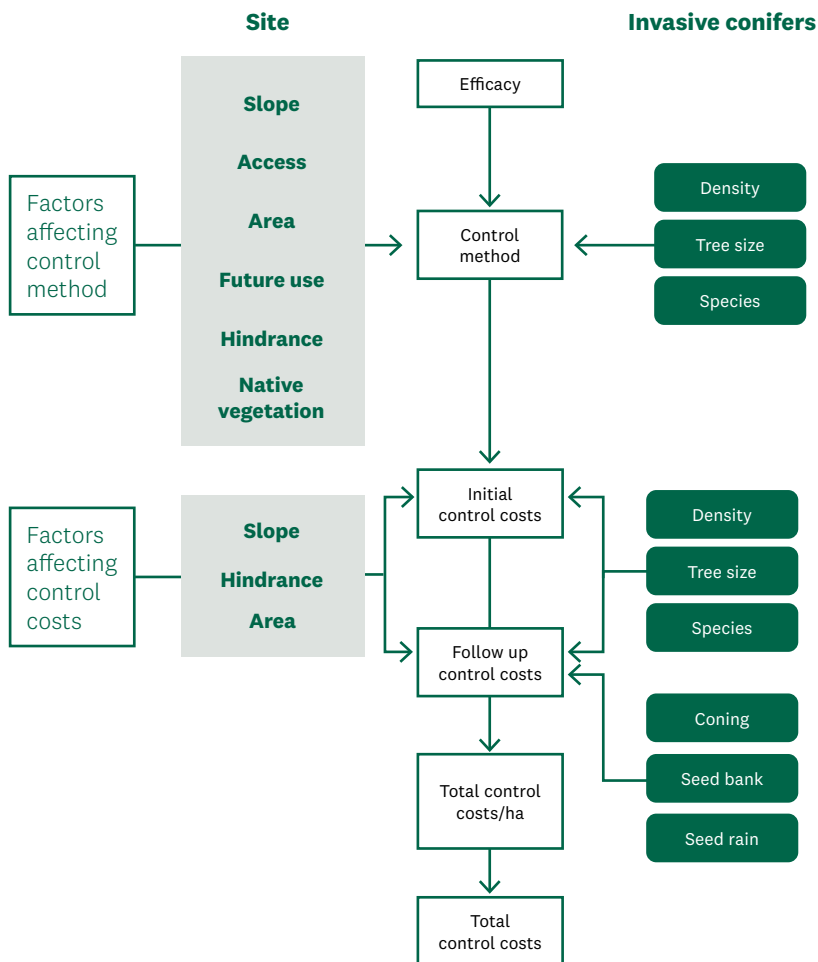 Site
Invasive conifers
Efficacy
Slope
Access
Area
Future use
Hindrance
Native
vegetation
Factors
affecting
control
method
Control
method
Density
Tree size
Species
Factors
affecting
control
costs
Slope
Hindrance
Area
Initial
control costs
Follow up
control costs
Density
Tree size
Species
Coning
Seed bank
Seed rain
Total control
costs/ha
Total
control costs